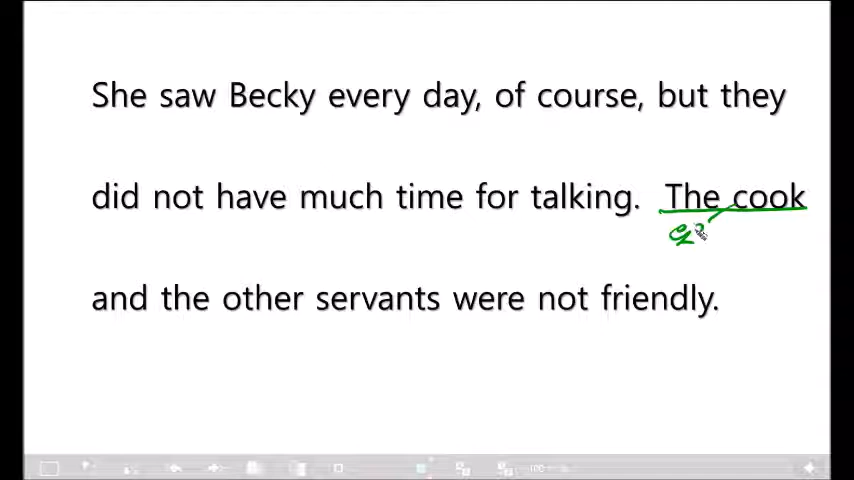 She saw Becky every day, of course, but they
did not have much time for talking. The cook
and the other servants were not friendly.